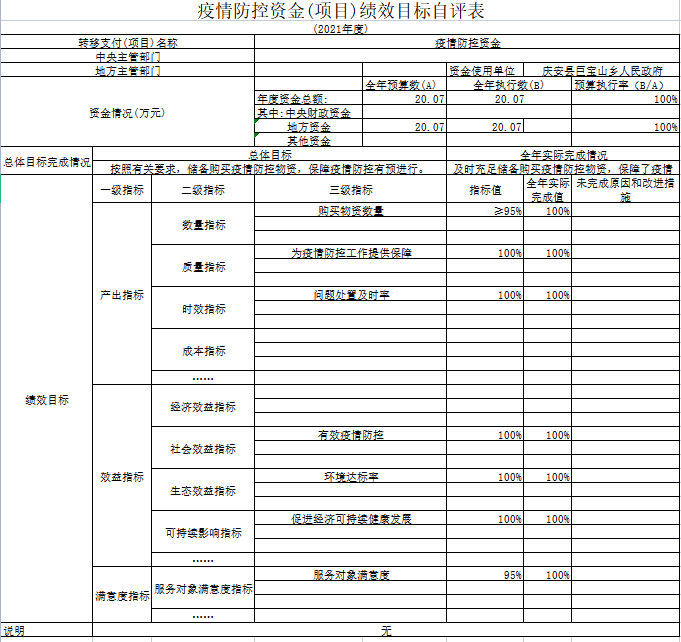 疫情防控资金(项目)绩效目标自评表
(2021年度)
转移支付(项目)名称 疫情防控资金
中央主管部门
地方主管部门 资金使用单位 庆安县巨宝山乡人民政府
资金情况(万元) 全年预算数(A) 全年执行数(B) 预算执行率（B/A)
年度资金总额: 20.07 20.07 100%
其中:中央财政资金
地方资金 20.07 20.07 100%
其他资金
总体目标完成情况 总体目标 全年实际完成情况
按照有关要求，储备购买疫情防控物资，保障疫情防控有预进行。 及时充足储备购买疫情防控物资，保障了疫情
绩效目标 一级指标 二级指标 三级指标 指标值 全年实际完成值 未完成原因和改进措施
产出指标 数量指标 购买物资数量 ≥95% 100%
质量指标 为疫情防控工作提供保障 100% 100%
时效指标 问题处置及时率 100% 100%
成本指标
……
效益指标 经济效益指标
社会效益指标 有效疫情防控 100% 100%
生态效益指标 环境达标率 100% 100%
可持续影响指标 促进经济可持续健康发展 100% 100%
……
满意度指标 服务对象满意度指标 服务对象满意度 95% 100%
……
说明 无